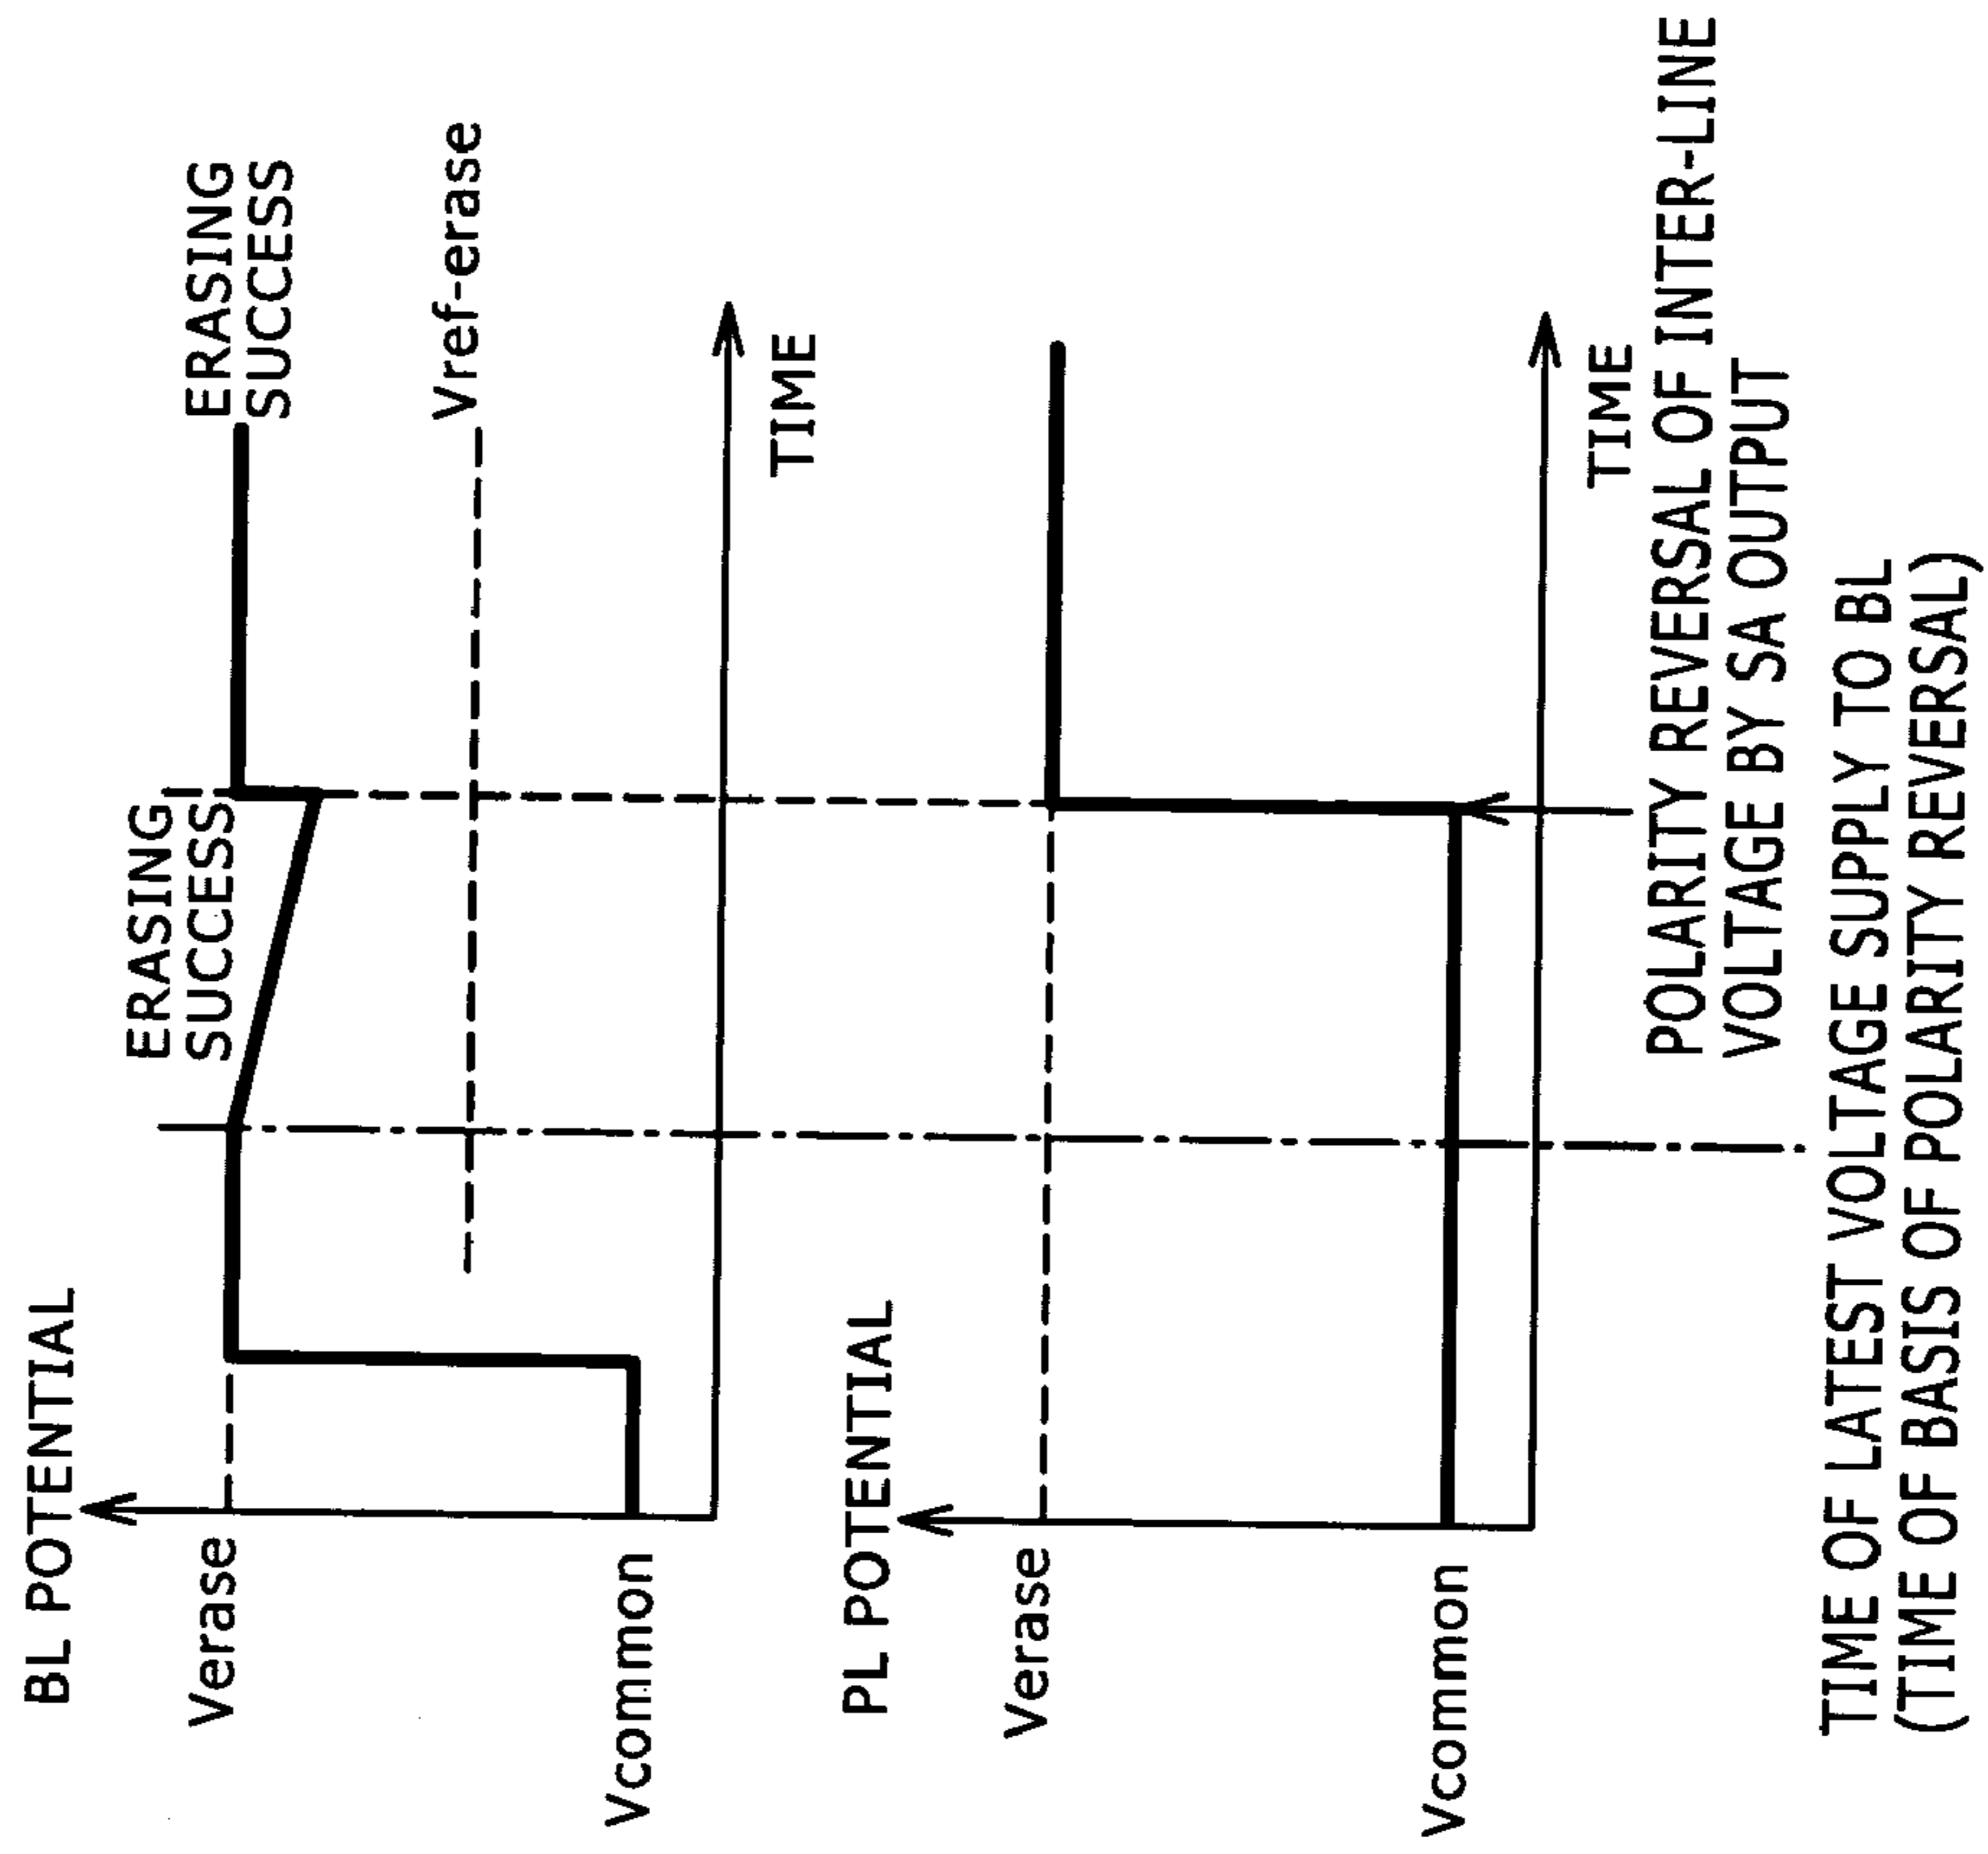 BL POTENTIAL
Verase
Vcommon
ERASING
SUCCESS
ERASING
SUCCESS
Vref-erase
TIME
PL POTENTIAL
Verase
Vcommon
TIME
POLARITY REVERSAL OF INTER-LINE
VOLTAGE BY SA OUTPUT
TIME OF LATEST VOLTAGE SUPPLY TO BL
(TIME OF BASIS OF POLARITY REVERSAL)